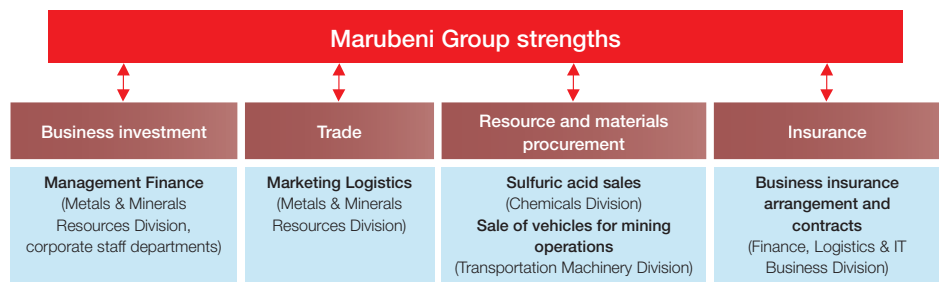 Marubeni Group strengths
Business investment
Management Finance
(Metals & Minerals
Resources Division,
corporate staff departments)
Trade
Marketing Logistics
(Metals & Minerals
Resources Division)
Resource and materials
procurement
Sulfuric acid sales
(Chemicals Division)
Sale of vehicles for mining
operations
(Transportation Machinery Division)
Insurance
Business insurance
arrangement and
contracts
(Finance, Logistics & IT
Business Division)